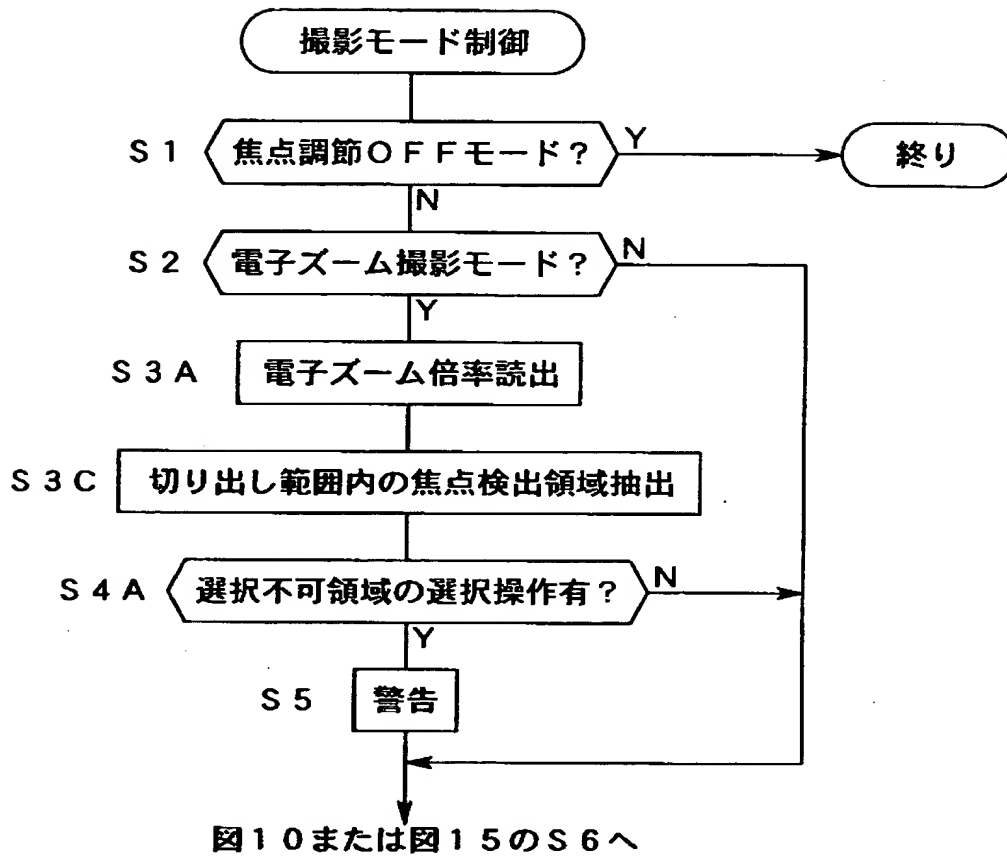 撮影モード制御
S1
焦点調節OFFモード?
Y
終り
N
S2
電子ズーム撮影モード?
N
Y
S3A
電子ズーム倍率読出
S3C
切り出し範囲内の焦点検出領域抽出
S4A
選択不可領域の選択操作有?
N
Y
S5
警告
図10または図15のS6へ